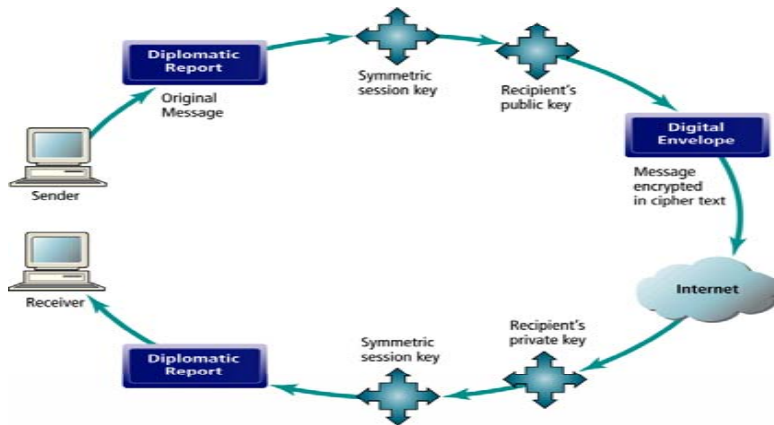 Diplomatic
Report
Original
Message
Symmetric
session key
Recipient's
public key
Digital
Envelope
Message
encrypted
in cipher text
Sender
Internet
Receiver
Recipient's
private key
Symmetric
session key
Diplomatic
Report